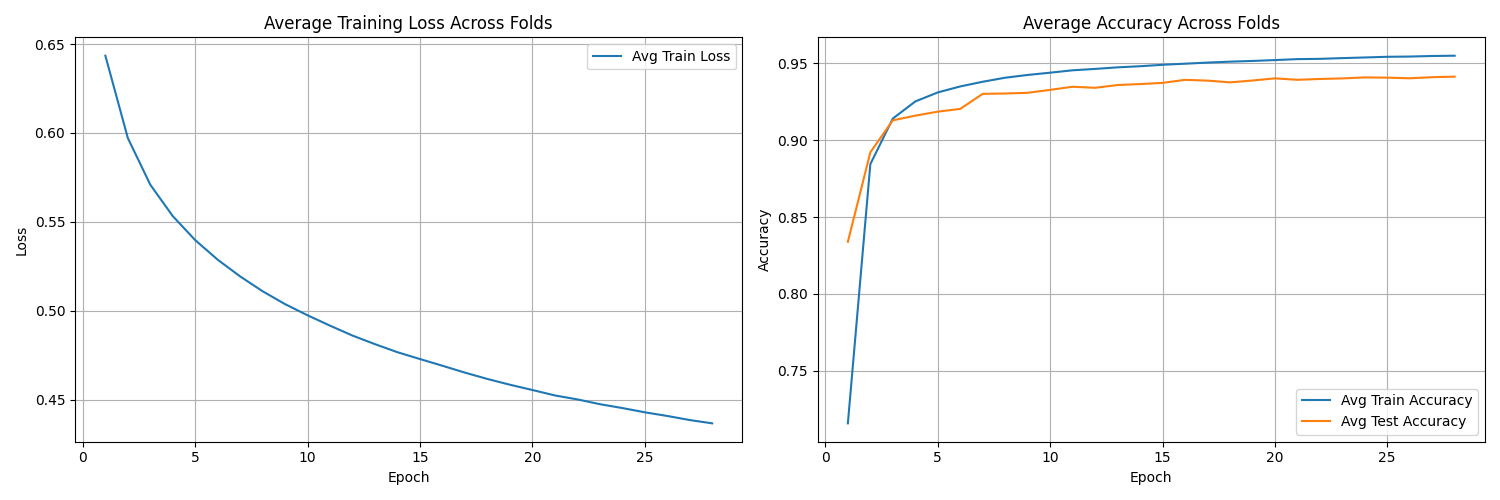 Average Training Loss Across Folds
0.65
0.60
0.55
0.50
0.45
Loss
0
5
10
15
20
25
Epoch
Avg Train Loss
Average Accuracy Across Folds
0.95
0.90
0.85
0.80
0.75
Accuracy
0
5
10
15
20
25
Epoch
Avg Train Accuracy
Avg Test Accuracy